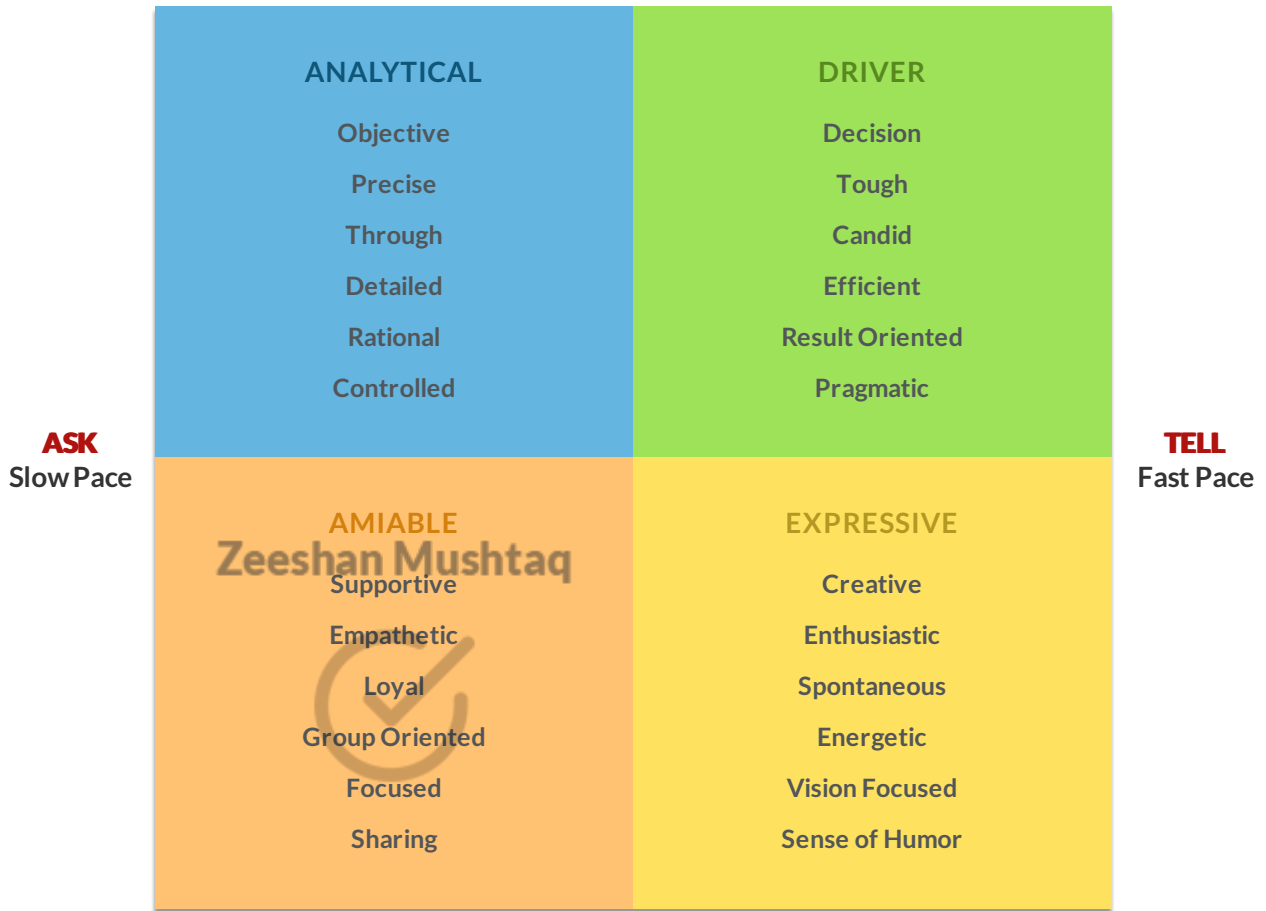 ANALYTICAL
Objective
Precise
Through
Detailed
Rational
Controlled
DRIVER
Decision
Tough
Candid
Efficient
Result Oriented
Pragmatic
ASK
Slow Pace
TELL
Fast Pace
AMIABLE
Zeeshan Mushtaq
Supportive
Empathetic
Loyal
Group Oriented
Focused
Sharing
EXPRESSIVE
Creative
Enthusiastic
Spontaneous
Energetic
Vision Focused
Sense of Humor